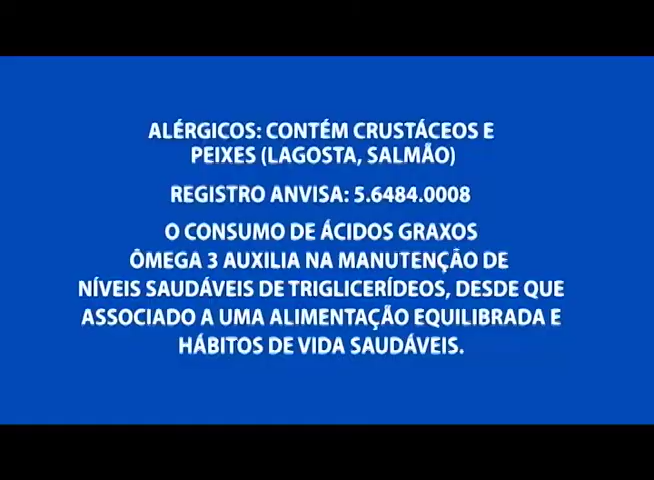 ALÉRGICOS: CONTÉM CRUSTÁCEOS E
PEIXES (LAGOSTA, SALMÃO)
REGISTRO ANVISA: 5.6484.0008
O CONSUMO DE ÁCIDOS GRAXOS
ÔMEGA 3 AUXILIA NA MANUTENÇÃO DE
NÍVEIS SAUDÁVEIS DE TRIGLICERÍDEOS, DESDE QUE
ASSOCIADO A UMA ALIMENTAÇÃO EQUILIBRADA E
HÁBITOS DE VIDA SAUDÁVEIS.